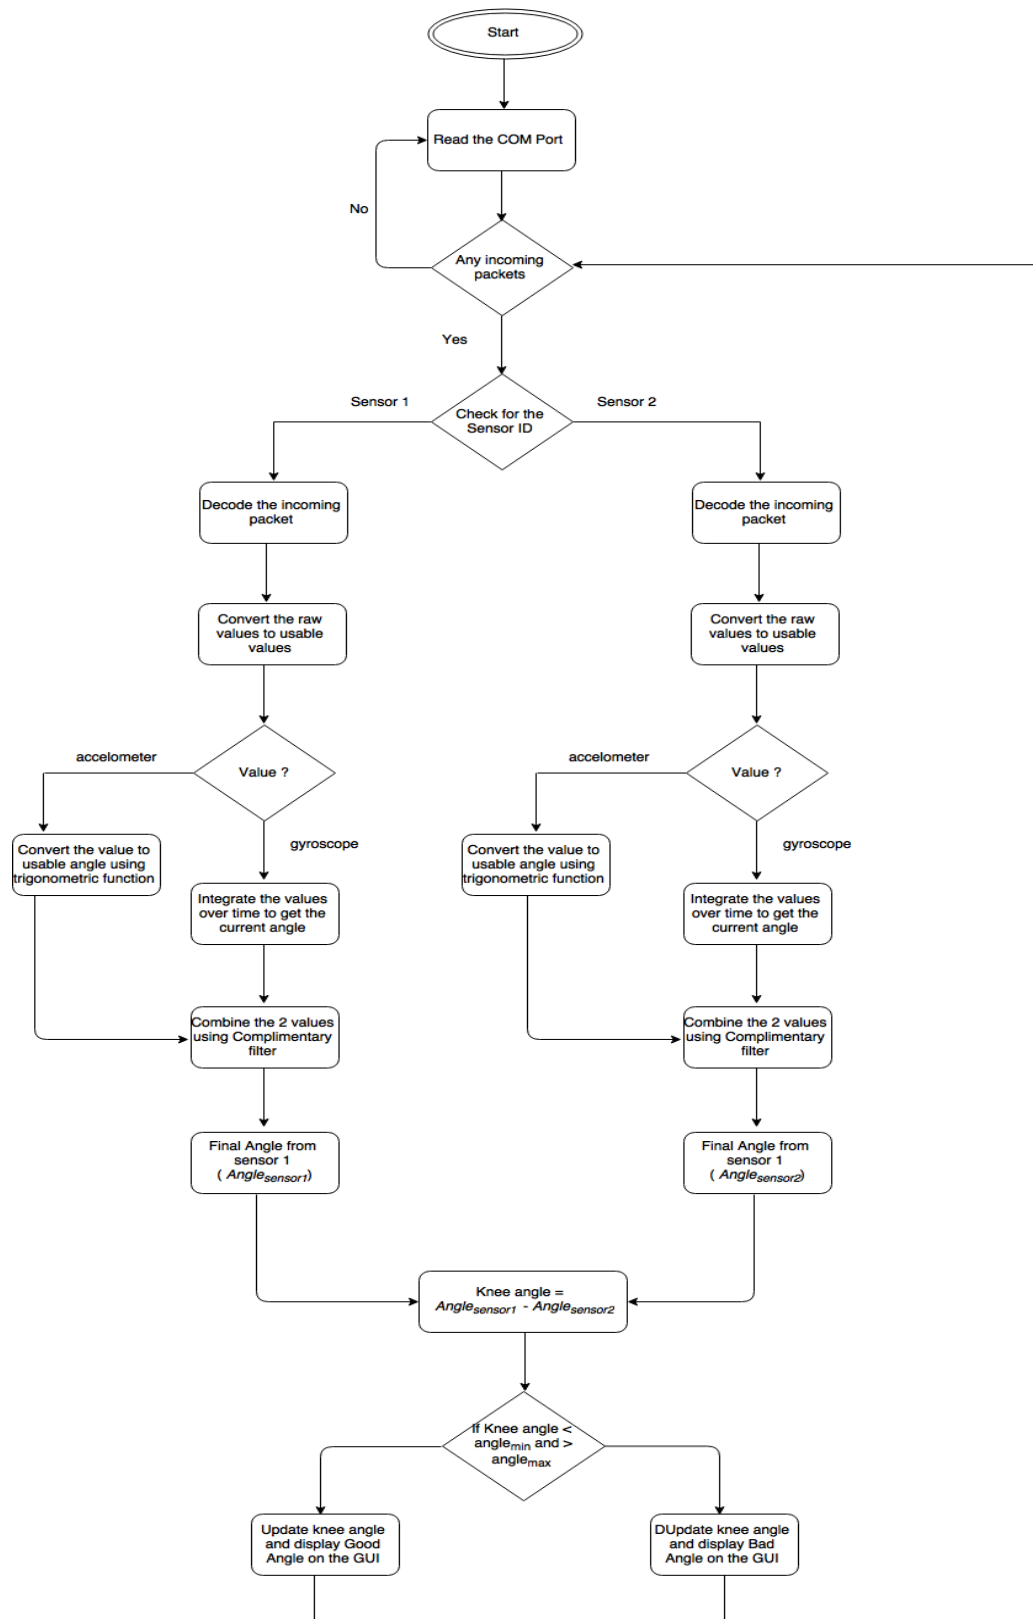 Start
Read the COM Port
No
Any incoming
packets
Yes
Sensor 1
Check for the
Sensor ID
Sensor 2
Decode the incoming
packet
Decode the incoming
packet
Convert the raw
values to usable
values
Convert the raw
values to usable
values
accelometer
Value ?
accelometer
Value ?
gyroscope
gyroscope
Convert the value to
usable angle using
trigonometric function
Convert the value to
usable angle using
trigonometric function
Integrate the values
over time to get the
current angle
Integrate the values
over time to get the
current angle
Combine the 2 values
using Complimentary
filter
Combine the 2 values
using Complimentary
filter
Final Angle from
sensor 1
( Anglesensor1)
Final Angle from
sensor 1
( Anglesensor2)
Knee angle =
Anglesensor1 - Anglesensor2
If Knee angle <
anglemin and >
anglemax
Update knee angle
and display Good
Angle on the GUI
DUpdate knee angle
and display Bad
Angle on the GUI